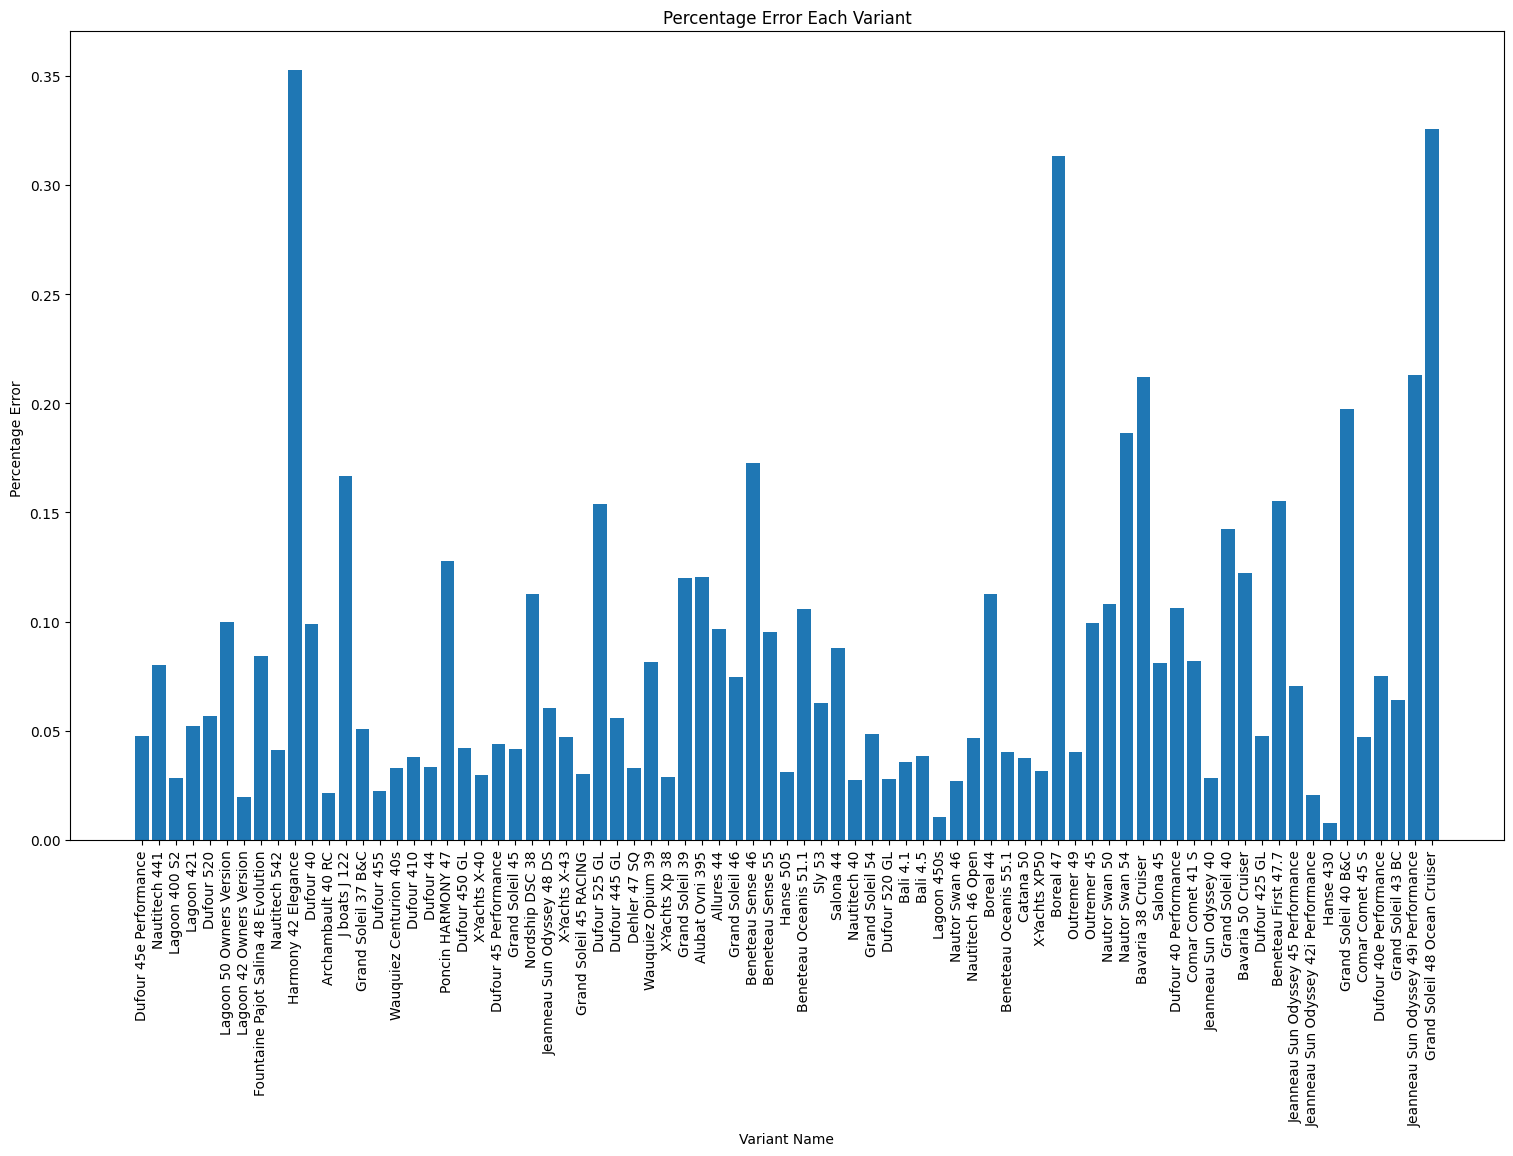 Percentage Error Each Variant
0.35
0.30
0.25
0.20
0.15
0.10
0.05
0.00
Percentage Error
Dufour 45e Performance
Nautitech 441
Lagoon 400 S2
Lagoon 421
Dufour 520
Lagoon 50 Owners Version
Lagoon 42 Owners Version
Fountaine Pajot Salina 48 Evolution
Nautitech 542
Harmony 42 Elegance
Dufour 40
Archambault 40 RC
J boats J 122
Grand Soleil 37 B&C
Dufour 455
Wauquiez Centurion 40s
Dufour 410
Dufour 44
Poncin HARMONY 47
Dufour 450 GL
X-Yachts X-40
Dufour 45 Performance
Grand Soleil 45
Nordship DSC 38
Jeanneau Sun Odyssey 48 DS
X-Yachts X-43
Grand Soleil 45 RACING
Dufour 525 GL
Dufour 445 GL
Dehler 47 SQ
Wauquiez Opium 39
X-Yachts Xp 38
Grand Soleil 39
Alubat Ovni 395
Allures 44
Grand Soleil 46
Beneteau Sense 46
Beneteau Sense 55
Hanse 505
Beneteau Oceanis 51.1
Sly 53
Salona 44
Nautitech 40
Grand Soleil 54
Dufour 520 GL
Bali 4.1
Bali 4.5
Lagoon 450s
Nautor Swan 46
Nautitech 46 Open
Boreal 44
Beneteau Oceanis 55.1
Catana 50
X-Yachts XP50
Boreal 47
Outremer 49
Outremer 45
Nautor Swan 50
Nautor Swan 54
Bavaria 38 Cruiser
Salona 45
Dufour 40 Performance
Comar Comet 41 S
Jeanneau Sun Odyssey 40
Grand Soleil 40
Bavaria 50 Cruiser
Dufour 425 GL
Beneteau First 47.7
Jeanneau Sun Odyssey 45 Performance
Jeanneau Sun Odyssey 42i Performance
Hanse 430
Grand Soleil 40 B&C
Comar Comet 45 S
Dufour 40e Performance
Grand Soleil 43 BC
Jeanneau Sun Odyssey 49i Performance
Grand Soleil 48 Ocean Cruiser
Variant Name